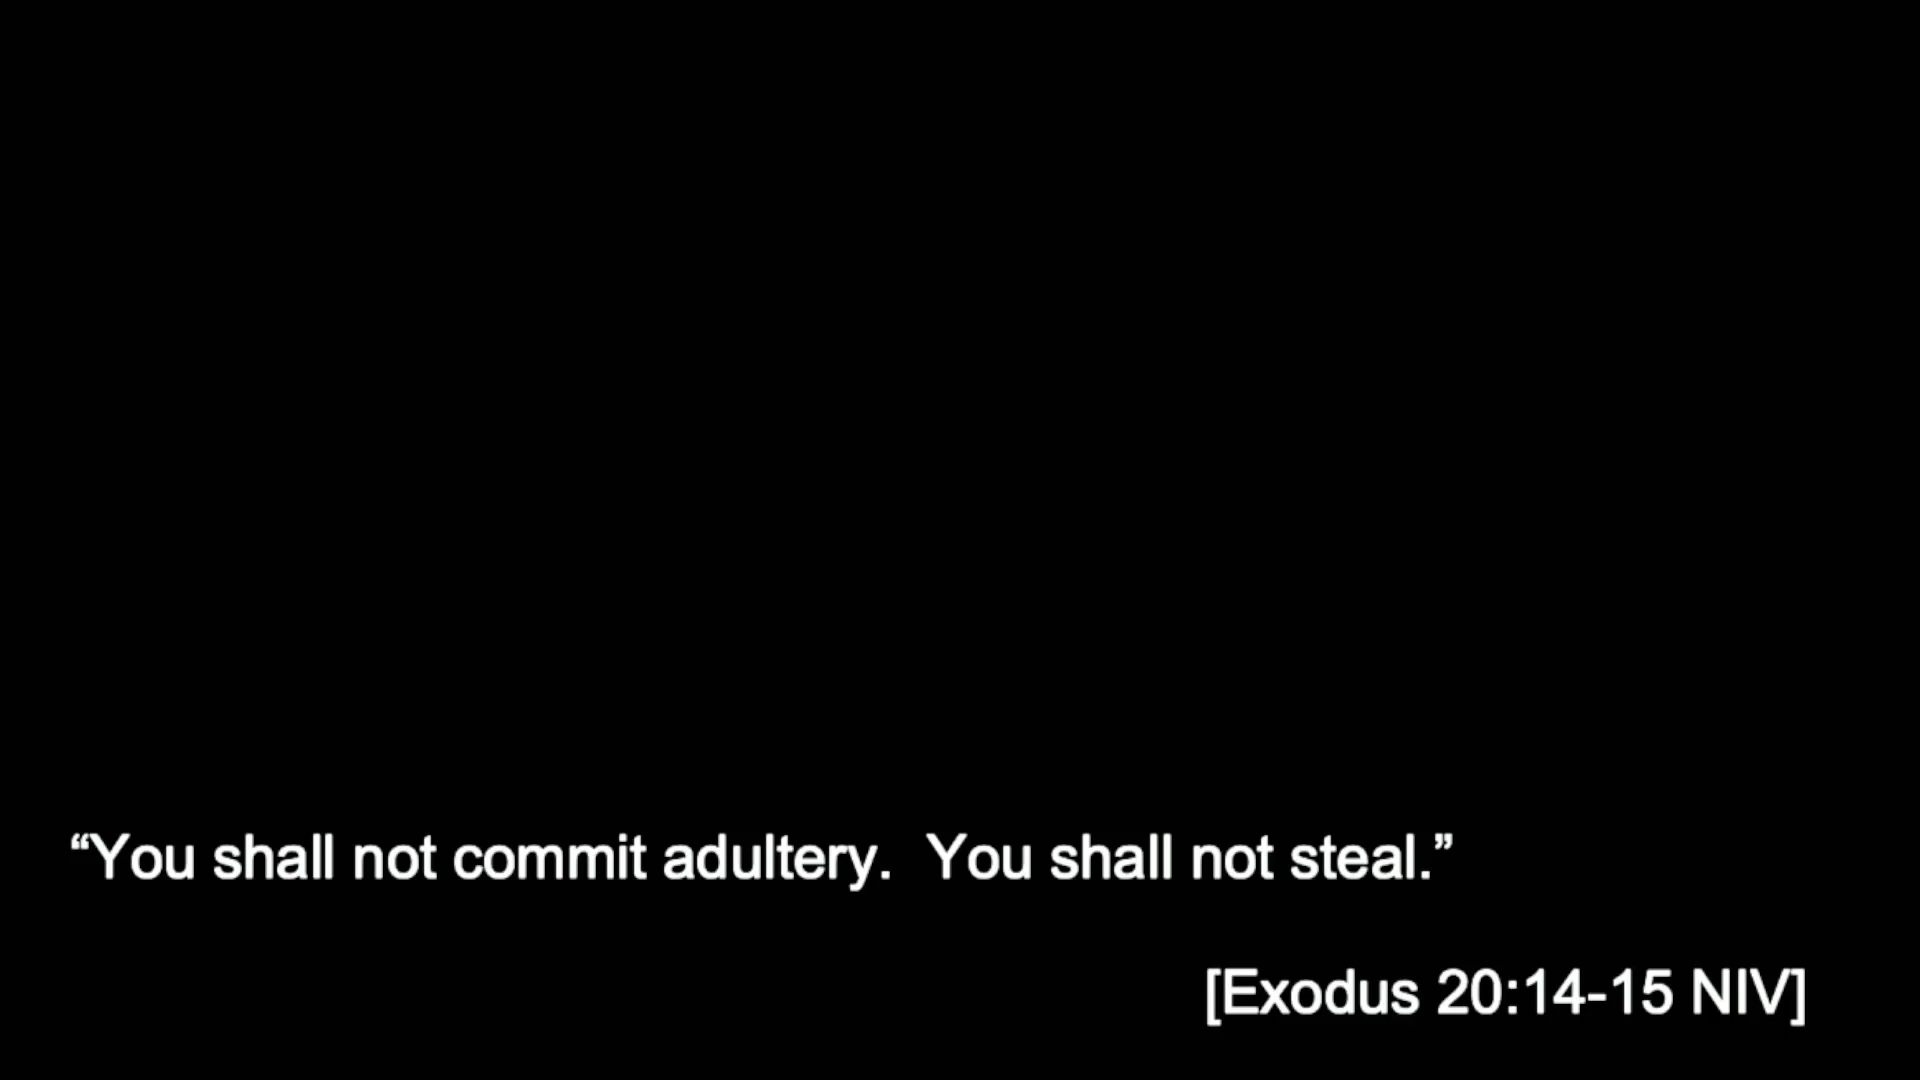 “You shall not commit adultery.  You shall not steal.”
[Exodus 20:14-15 NIV]